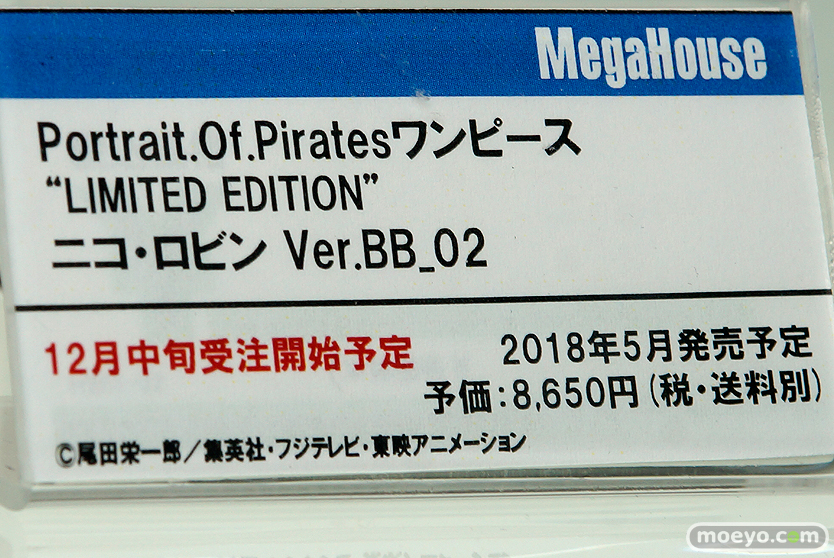 MegaHouse
Portrait.Of.Piratesワンピース
“LIMITED EDITION”
ニコ・ロビン Ver.BB_02
12月中旬受注開始予定
2018年5月発売予定
予価:8,650円(税・送料別)
©尾田栄一郎/集英社・フジテレビ・東映アニメーション
moeyo.com